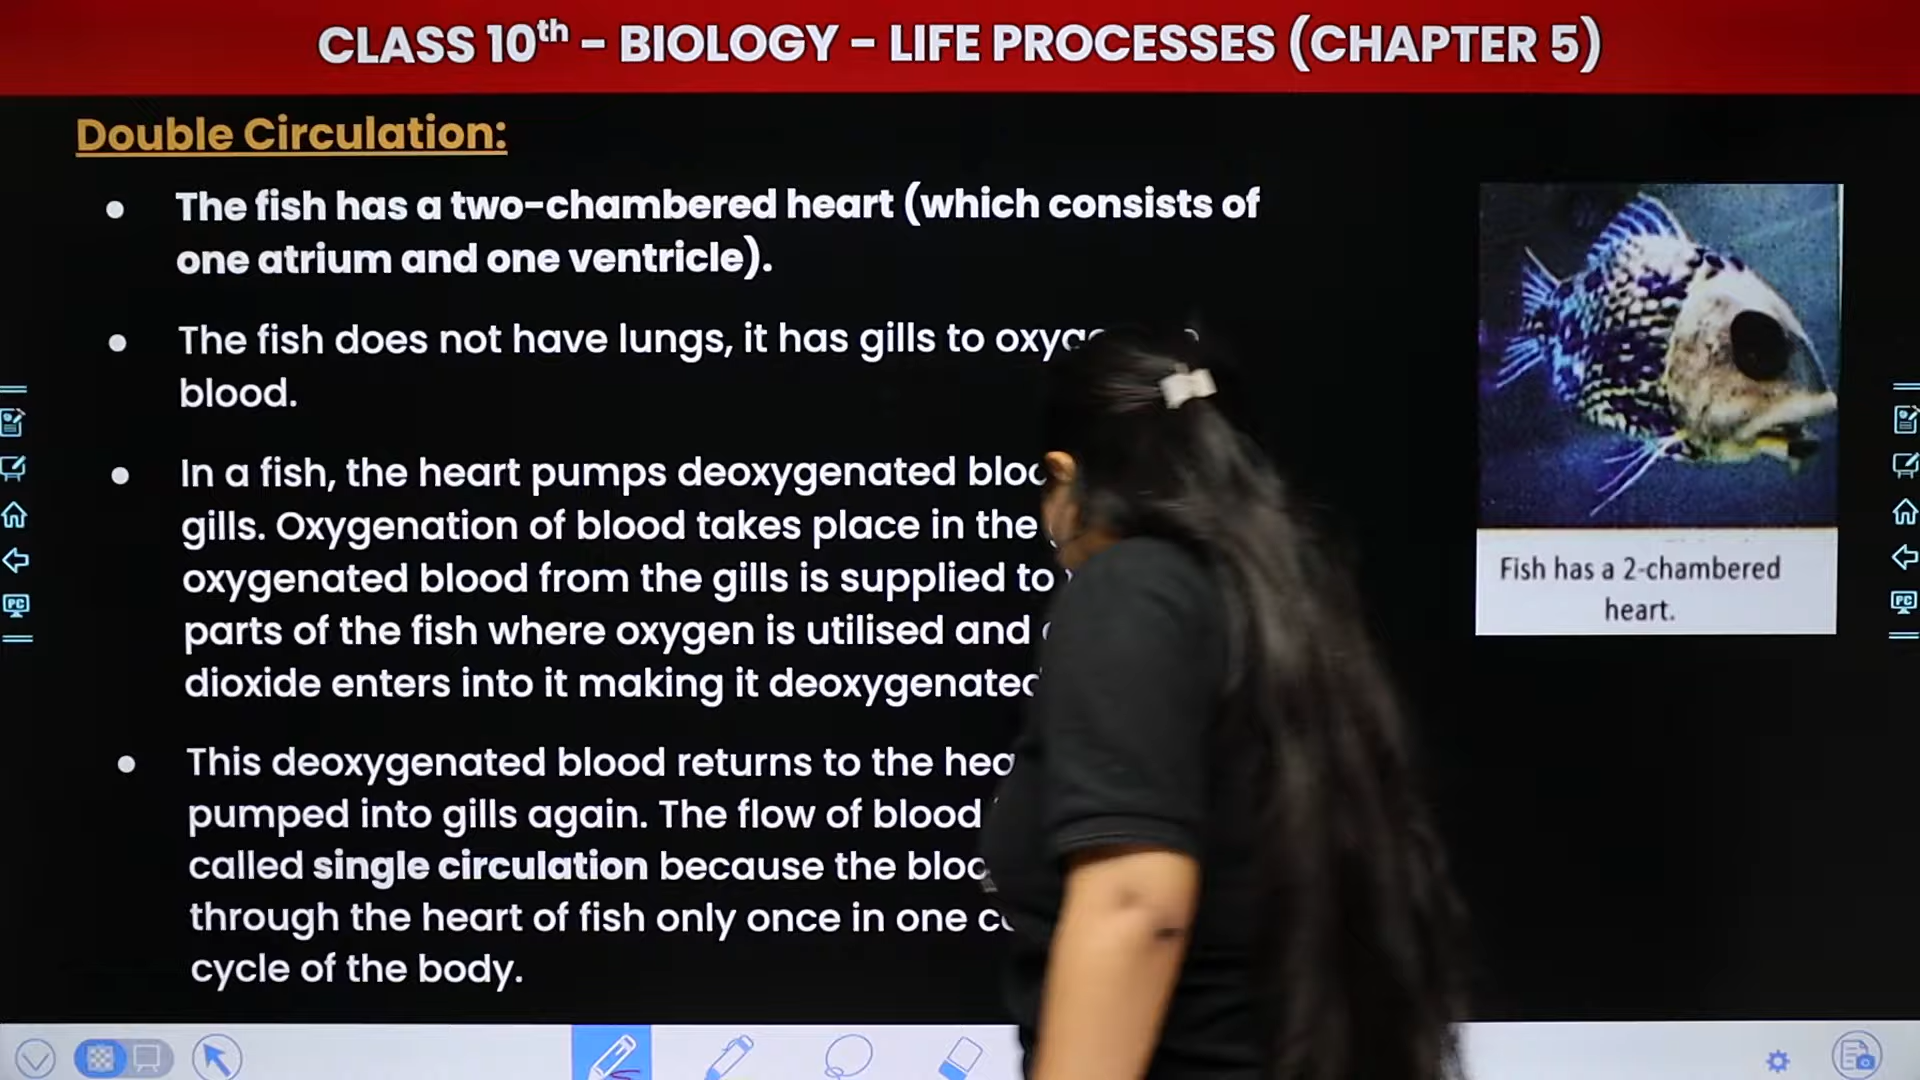 CLASS 10th – BIOLOGY – LIFE PROCESSES (CHAPTER 5)
Double Circulation:
● The fish has a two-chambered heart (which consists of
one atrium and one ventricle).
● The fish does not have lungs, it has gills to
blood.
● In a fish, the heart pumps deoxygenated
gills. Oxygenation of blood takes place in the
oxygenated blood from the gills is supplied to
parts of the fish where oxygen is utilised and
dioxide enters into it making it
● This deoxygenated blood returns to the
pumped into gills again. The flow of blood
called single circulation because the
through the heart of fish only once in one
cycle of the body.
Fish has a 2-chambered
heart.
PC
PC